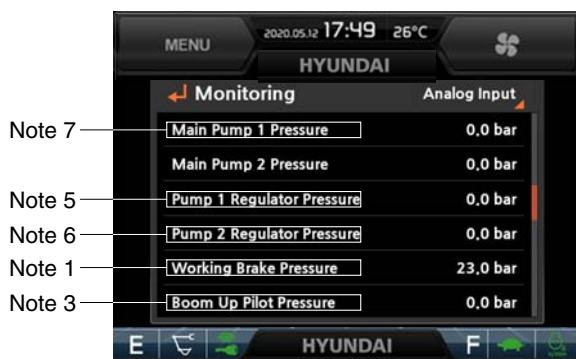 MENU
2020.05.12 17:49 26°C
HYUNDAI
Monitoring Analog Input
Note 7 Main Pump 1 Pressure 0.0 bar
Main Pump 2 Pressure 0.0 bar
Note 5 Pump 1 Regulator Pressure 0.0 bar
Note 6 Pump 2 Regulator Pressure 0.0 bar
Note 1 Working Brake Pressure 23.0 bar
Note 3 Boom Up Pilot Pressure 0.0 bar
E HYUNDAI F